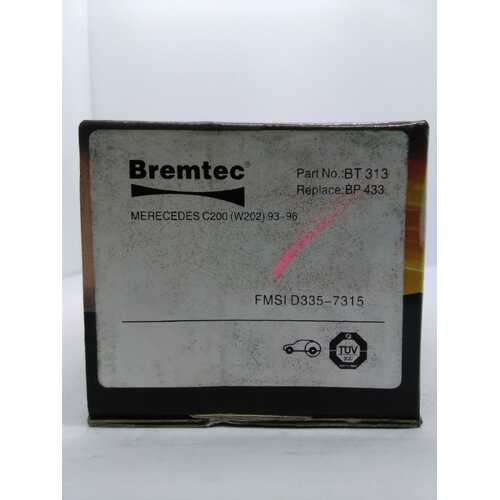 Bremtec
Part No.:BT 313
Replace:BP 433
MERECEDES C200 (W202) 93-96
FMSI D335-7315
TÜV